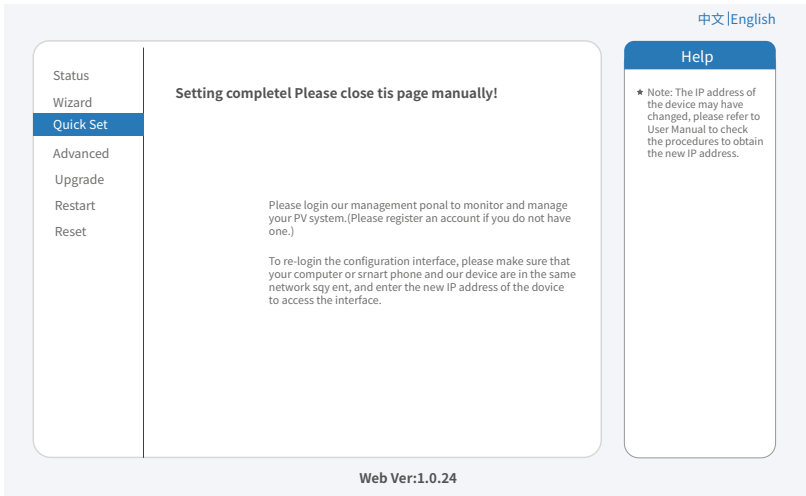 中文|English
Status
Wizard
Quick Set
Advanced
Upgrade
Restart
Reset
Setting completel Please close tis page manually!
Please login our management ponal to monitor and manage
your PV system.(Please register an account if you do not have
one.)
To re-login the configuration interface, please make sure that
your computer or srnart phone and our device are in the same
network sqy ent, and enter the new IP address of the dovice
to access the interface.
Help
★ Note: The IP address of
the device may have
changed, please refer to
User Manual to check
the procedures to obtain
the new IP address.
Web Ver:1.0.24